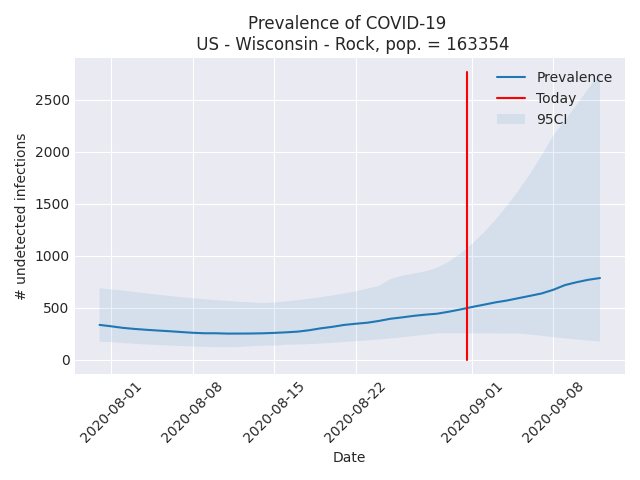 Prevalence of COVID-19
US - Wisconsin - Rock, pop. = 163354
Prevalence
Today
95CI
# undetected infections
2500
2000
1500
1000
500
0
2020-08-01
2020-08-08
2020-08-15
2020-08-22
2020-09-01
2020-09-08
Date